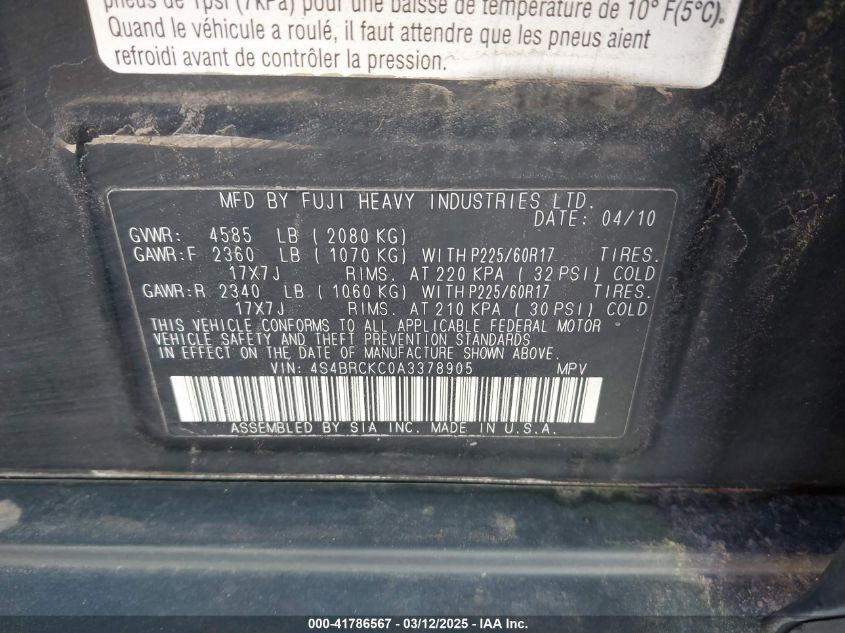 pneus de 1psi (7kPa) pour une baisse de température de 10° F(5°C).
Quand le véhicule a roulé, il faut attendre que les pneus aient
refroidi avant de contrôler la pression.
MFD BY FUJI HEAVY INDUSTRIES LTD.
DATE: 04/10
GVWR: 4585 LB (2080 KG)
GAWR:F 2360 LB (1070 KG) WITH P225/60R17 TIRES.
17X7J RIMS. AT 220 KPA (32 PSI) COLD
GAWR:R 2340 LB (1060 KG) WITH P225/60R17 TIRES.
17X7J RIMS. AT 210 KPA (30 PSI) COLD
THIS VEHICLE CONFORMS TO ALL APPLICABLE FEDERAL MOTOR
VEHICLE SAFETY AND THEFT PREVENTION STANDARDS
IN EFFECT ON THE DATE OF MANUFACTURE SHOWN ABOVE.
VIN: 4S4BRCKC0A3378905 MPV
ASSEMBLED BY SIA INC. MADE IN U.S.A.
000-41786567 - 03/12/2025 - IAA Inc.